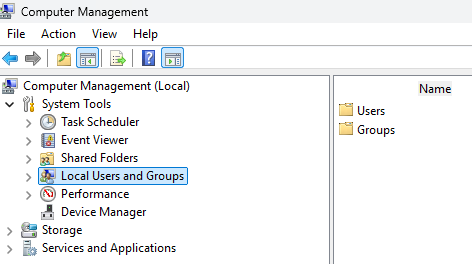 Computer Management
File Action View Help
Computer Management (Local)
System Tools
Task Scheduler
Event Viewer
Shared Folders
Local Users and Groups
Performance
Device Manager
Storage
Services and Applications
Name
Users
Groups